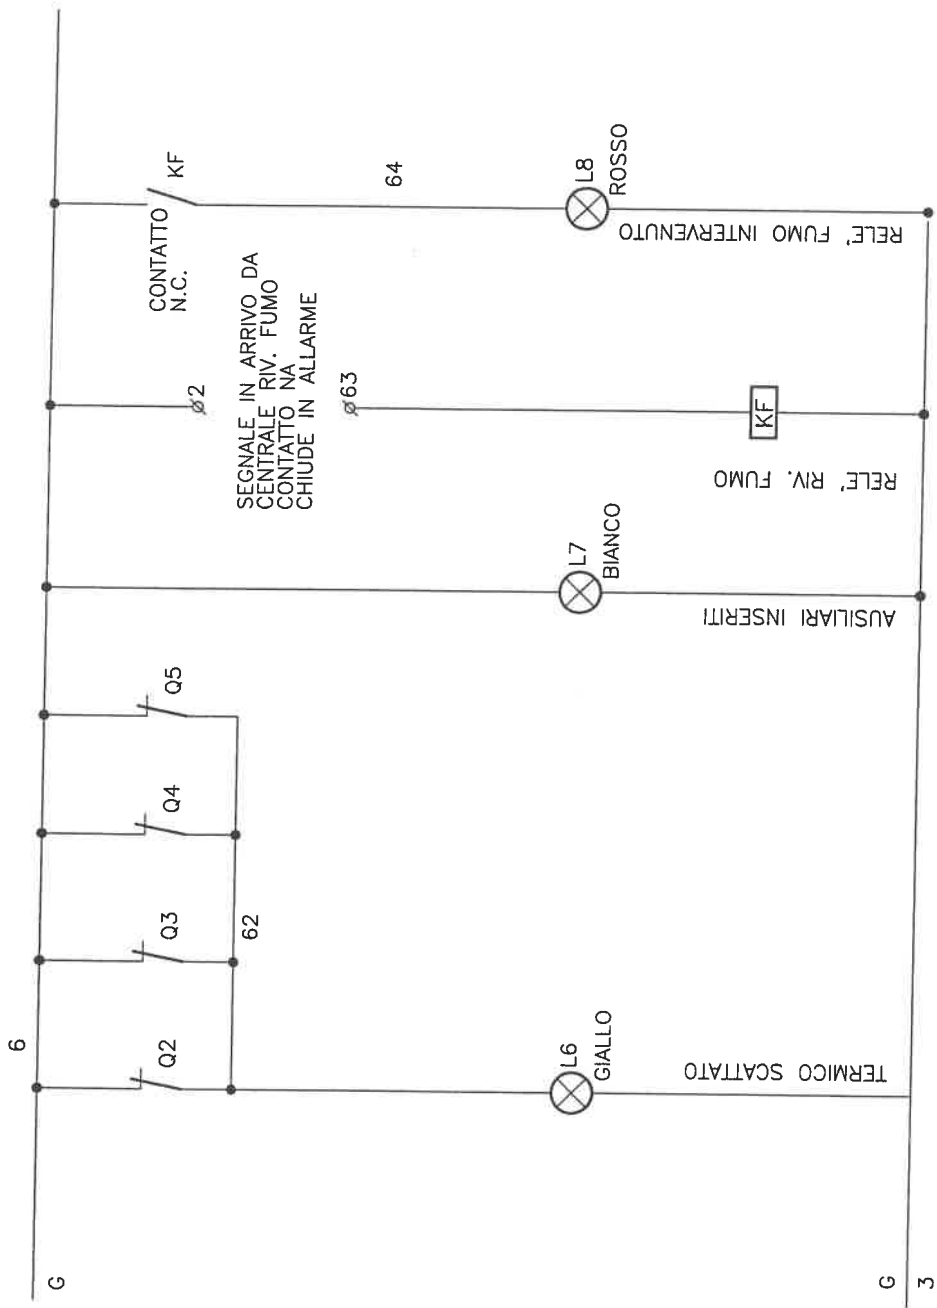 G
6
Q2
Q3
Q4
Q5
62
L6
GIALLO
TERMICO SCATTATO
L7
BIANCO
AUSILIARI INSERITI
2
SEGNALE IN ARRIVO DA
CENTRALE RIV. FUMO
CONTATTO NA
CHIUDE IN ALLARME
63
KF
RELE' RIV. FUMO
CONTATTO
N.C.
KF
64
L8
ROSSO
RELE' FUMO INTERVENUTO
G
3